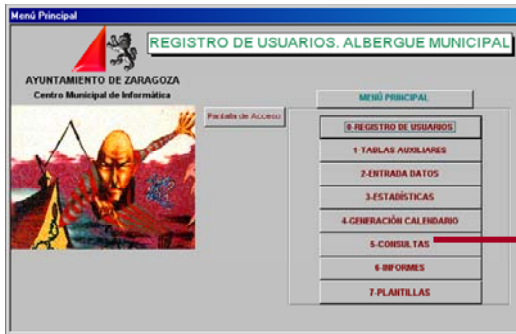 Menú Principal
REGISTRO DE USUARIOS. ALBERGUE MUNICIPAL
AYUNTAMIENTO DE ZARAGOZA
Centro Municipal de Informática
MENÚ PRINCIPAL
Pantalla de Acceso
0-REGISTRO DE USUARIOS
1-TABLAS AUXILIARES
2-ENTRADA DATOS
3-ESTADÍSTICAS
4-GENERACIÓN CALENDARIO
5-CONSULTAS
6-INFORMES
7-PLANTILLAS